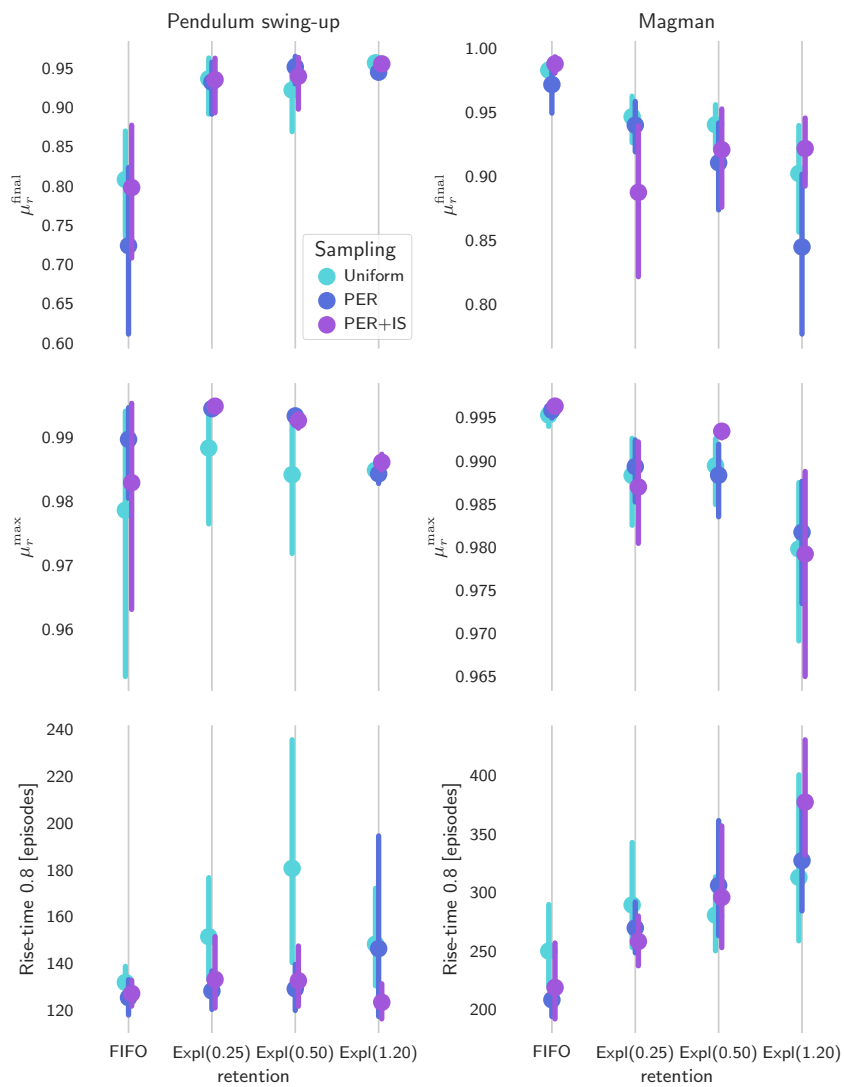 Pendulum swing-up
Magman
0.95
0.90
0.85
0.80
0.75
0.70
0.65
0.60
μ_r^final
Sampling
Uniform
PER
PER+IS
1.00
0.95
0.90
0.85
0.80
μ_r^final
0.99
0.98
0.97
0.96
μ_r^max
0.995
0.990
0.985
0.980
0.975
0.970
0.965
μ_r^max
240
220
200
180
160
140
120
Rise-time 0.8 [episodes]
FIFO
Expl(0.25)
Expl(0.50)
Expl(1.20)
retention
400
350
300
250
200
Rise-time 0.8 [episodes]
FIFO
Expl(0.25)
Expl(0.50)
Expl(1.20)
retention